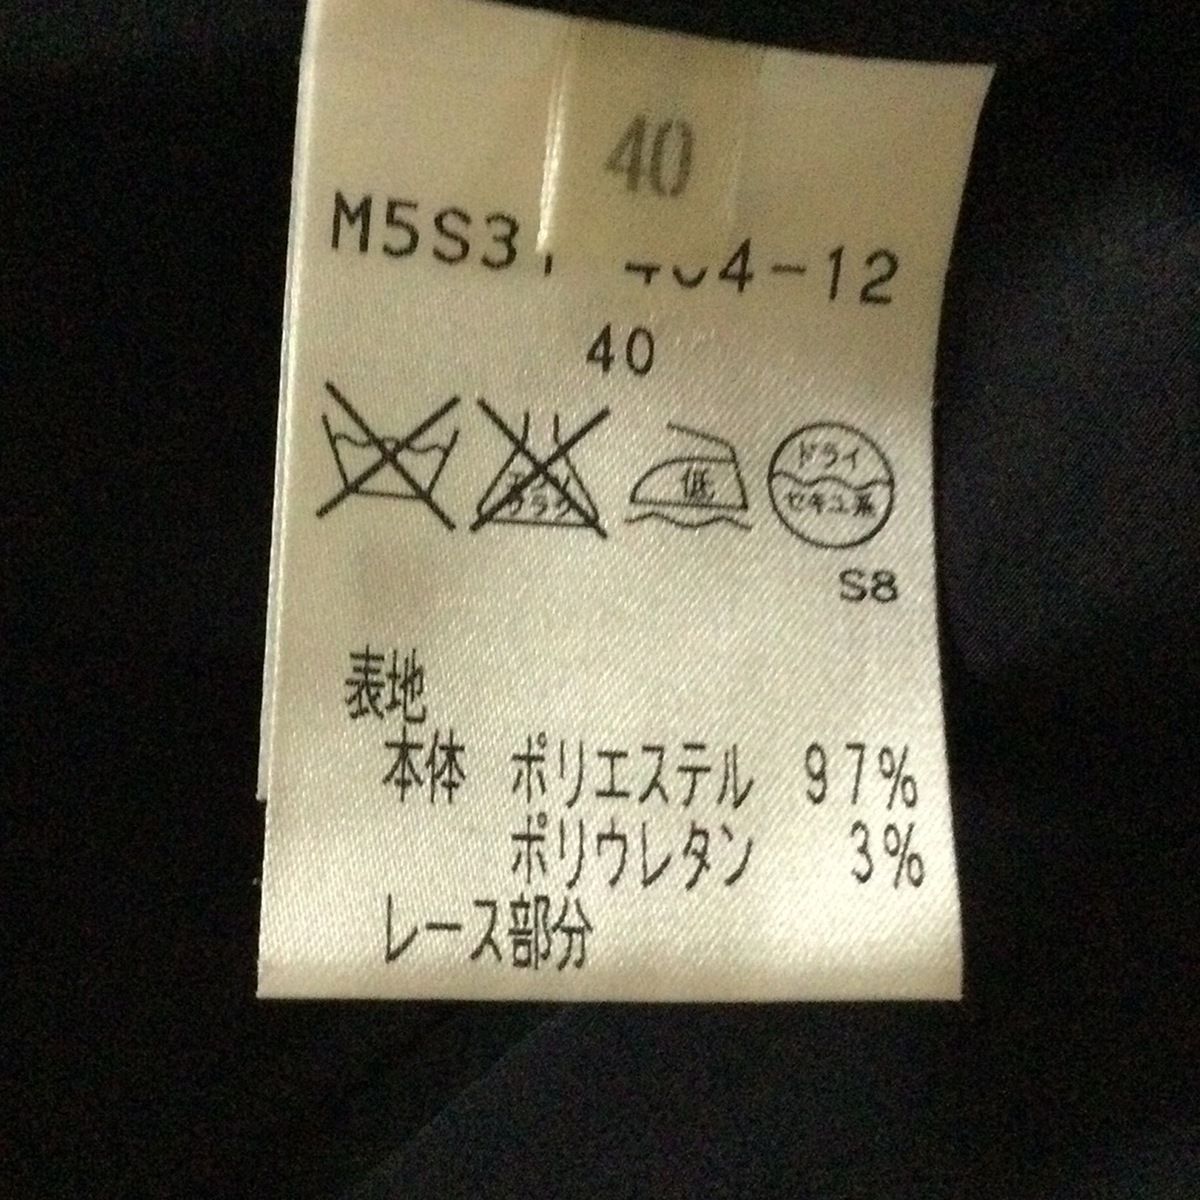 40
M5S3 4-12
40
低
ドライ
セキユ系
S8
表地
本体 ポリエステル 97%
ポリウレタン 3%
レース部分